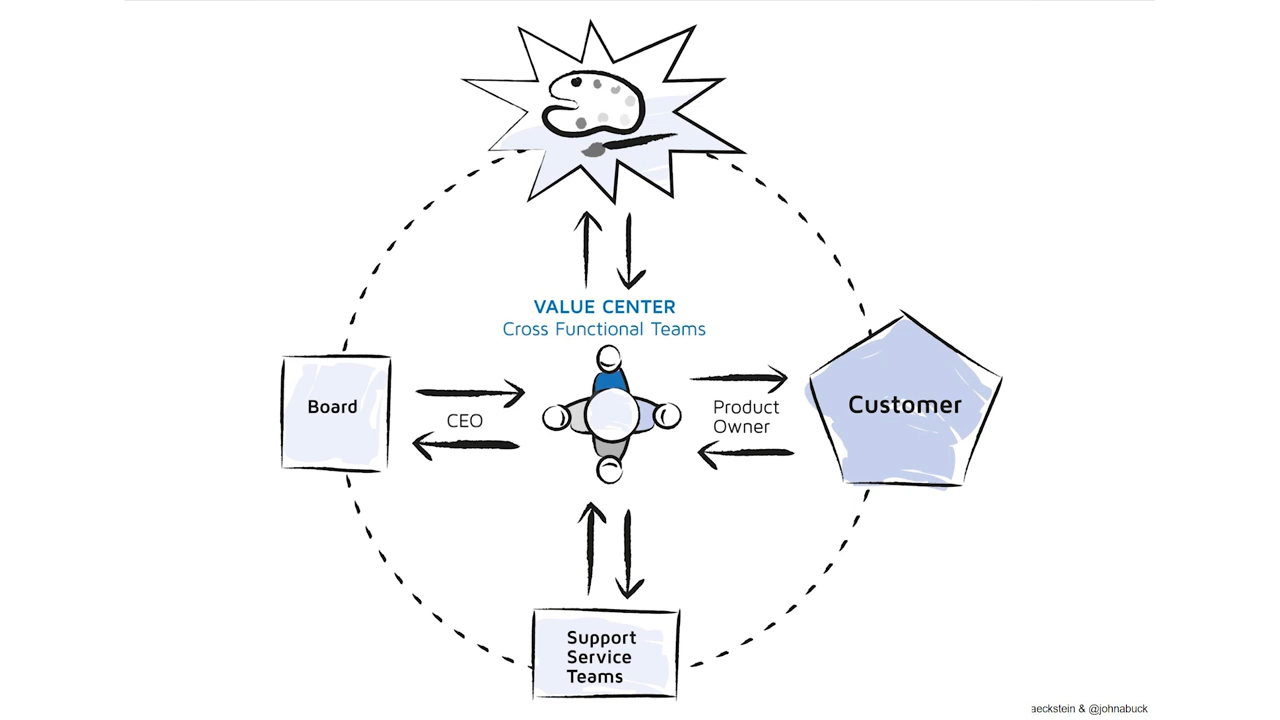 VALUE CENTER
Cross Functional Teams
Board
CEO
Product
Owner
Customer
Support
Service
Teams
aeckstein & @johnabuck